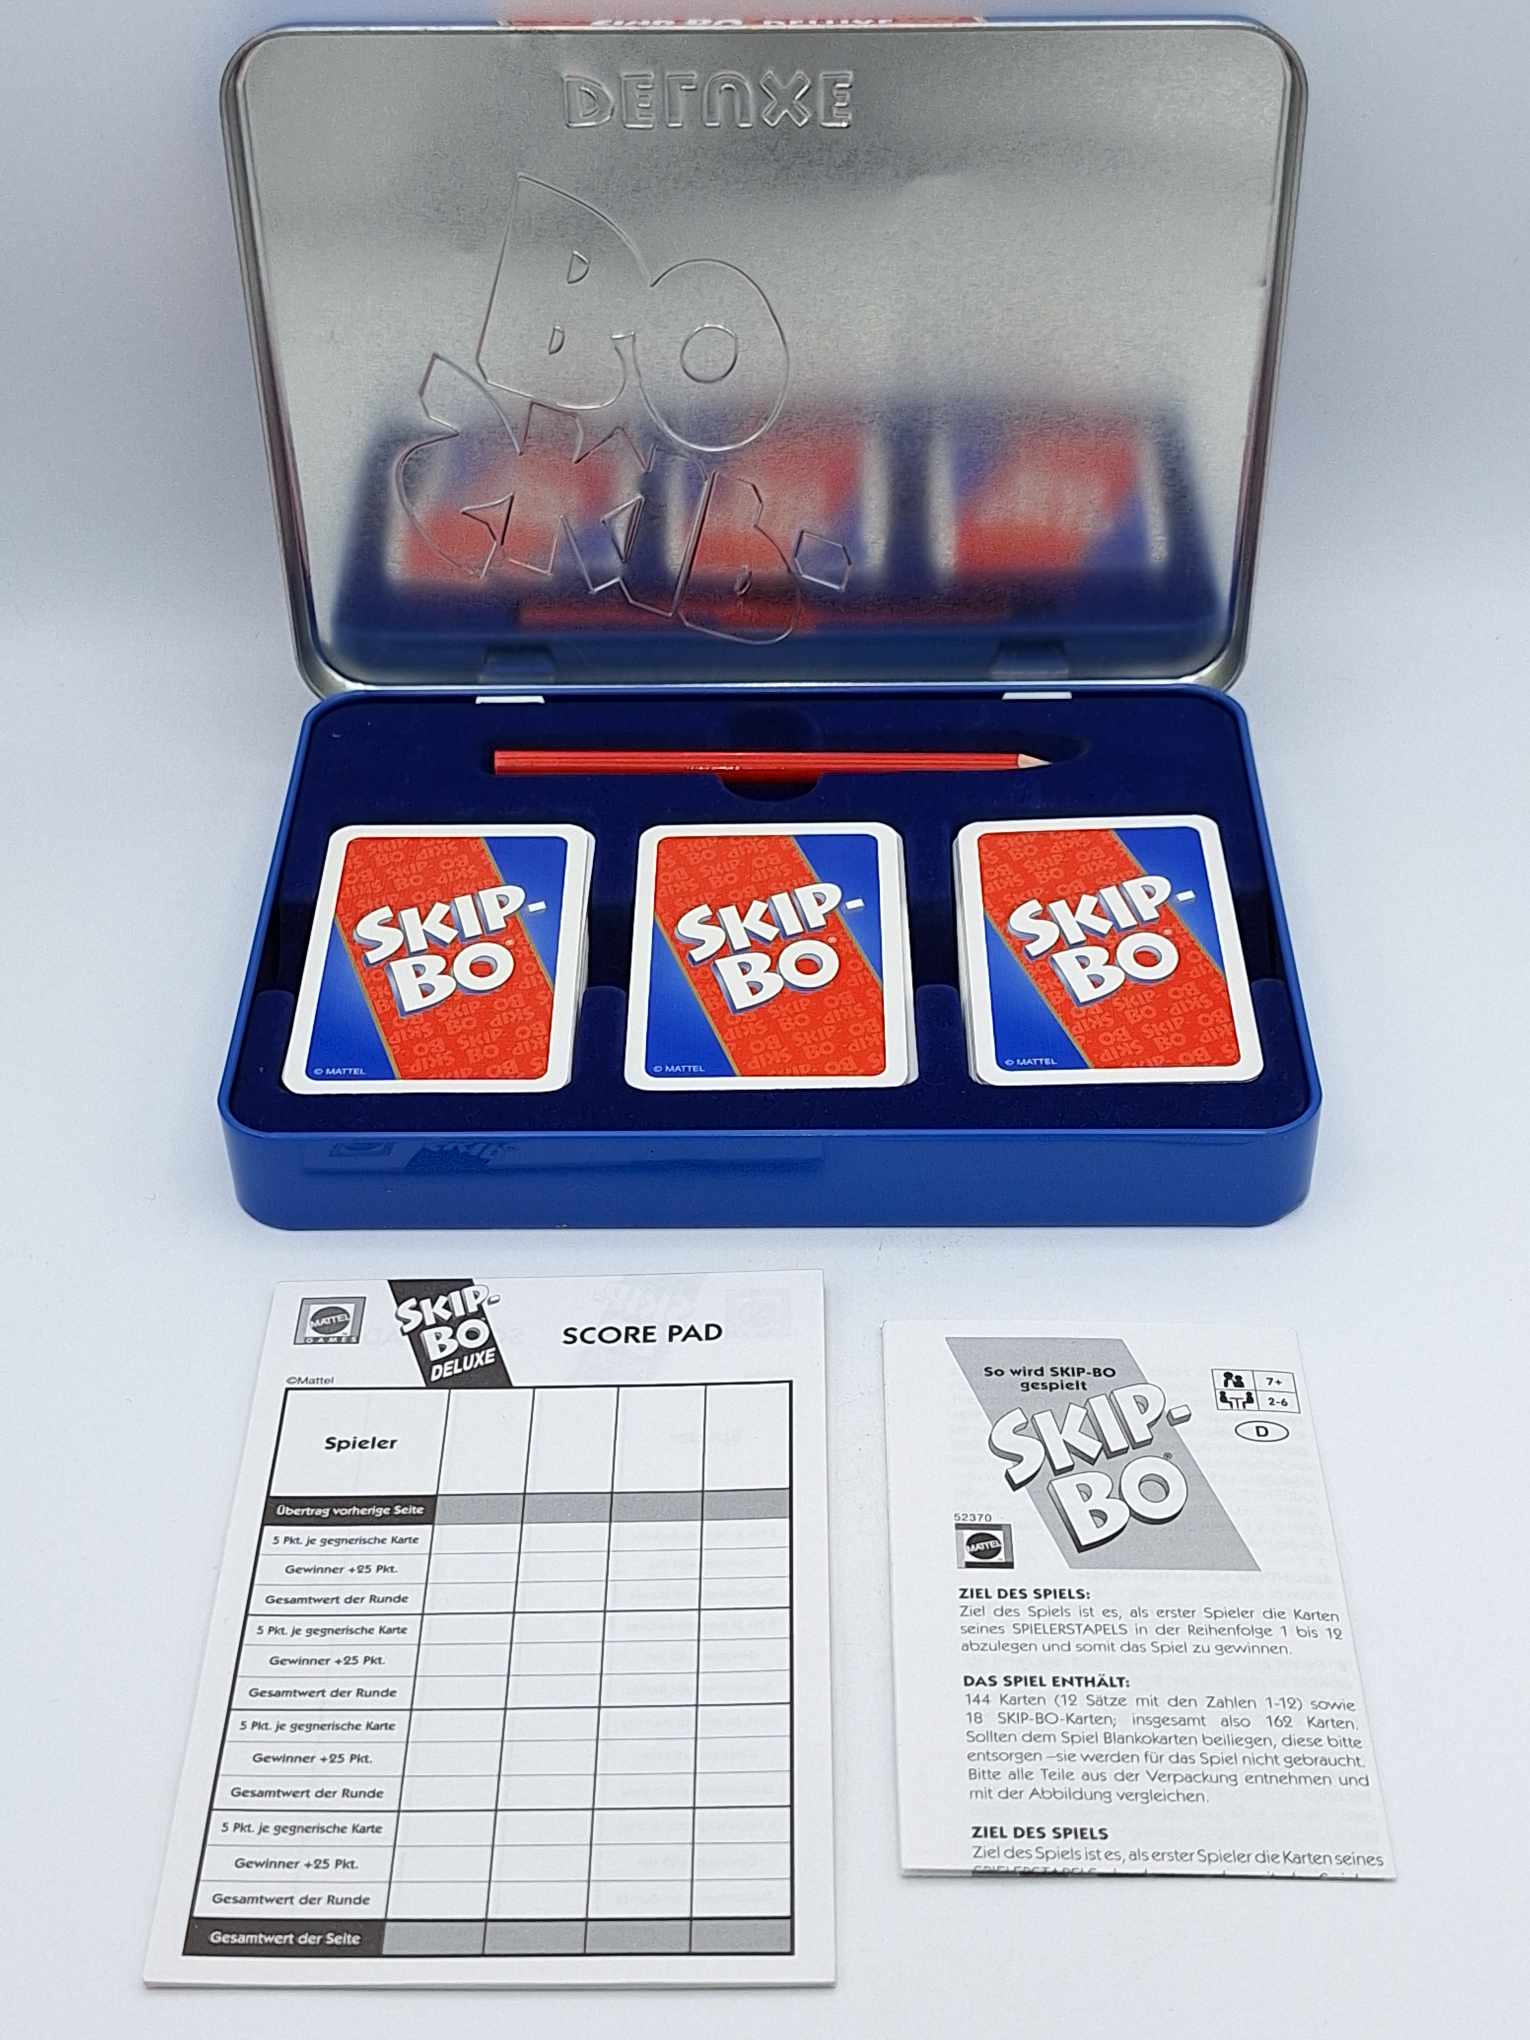 SKIP-BO DELUXE
DELUXE
SKIP-
BO
SKIP-
BO®
© MATTEL
SKIP-
BO®
© MATTEL
SKIP-
BO®
© MATTEL
MATTEL
GAMES
SKIP-
BO
DELUXE
SCORE PAD
©Mattel
Spieler
Übertrag vorherige Seite
5 Pkt. je gegnerische Karte
Gewinner +25 Pkt.
Gesamtwert der Runde
5 Pkt. je gegnerische Karte
Gewinner +25 Pkt.
Gesamtwert der Runde
5 Pkt. je gegnerische Karte
Gewinner +25 Pkt.
Gesamtwert der Runde
5 Pkt. je gegnerische Karte
Gewinner +25 Pkt.
Gesamtwert der Runde
Gesamtwert der Seite
So wird SKIP-BO
gespielt
7+
2-6
D
SKIP-
BO®
52370
MATTEL
ZIEL DES SPIELS:
Ziel des Spiels ist es, als erster Spieler die Karten
seines SPIELERSTAPELS in der Reihenfolge 1 bis 12
abzulegen und somit das Spiel zu gewinnen.
DAS SPIEL ENTHÄLT:
144 Karten (12 Sätze mit den Zahlen 1-12) sowie
18 SKIP-BO-Karten; insgesamt also 162 Karten.
Sollten dem Spiel Blankokarten beiliegen, diese bitte
entsorgen –sie werden für das Spiel nicht gebraucht.
Bitte alle Teile aus der Verpackung entnehmen und
mit der Abbildung vergleichen.
ZIEL DES SPIELS
Ziel des Spiels ist es, als erster Spieler die Karten seines